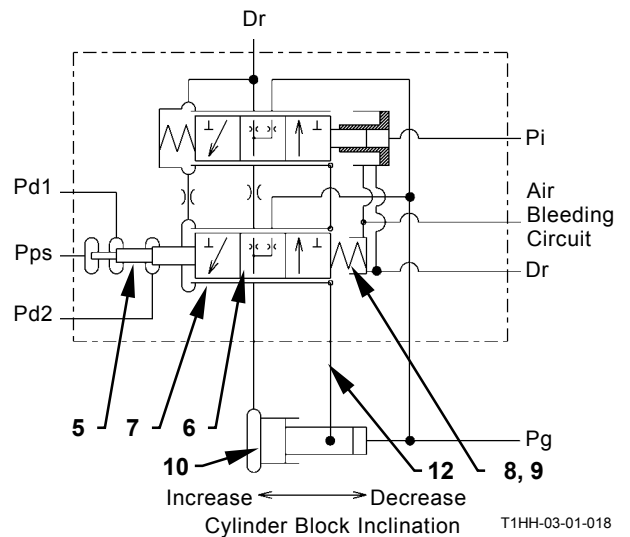 Dr
Pi
Pd1
Air
Bleeding
Circuit
Pps
Dr
Pd2
5
7
6
10
12
8, 9
Pg
Increase
Decrease
Cylinder Block Inclination
T1HH-03-01-018